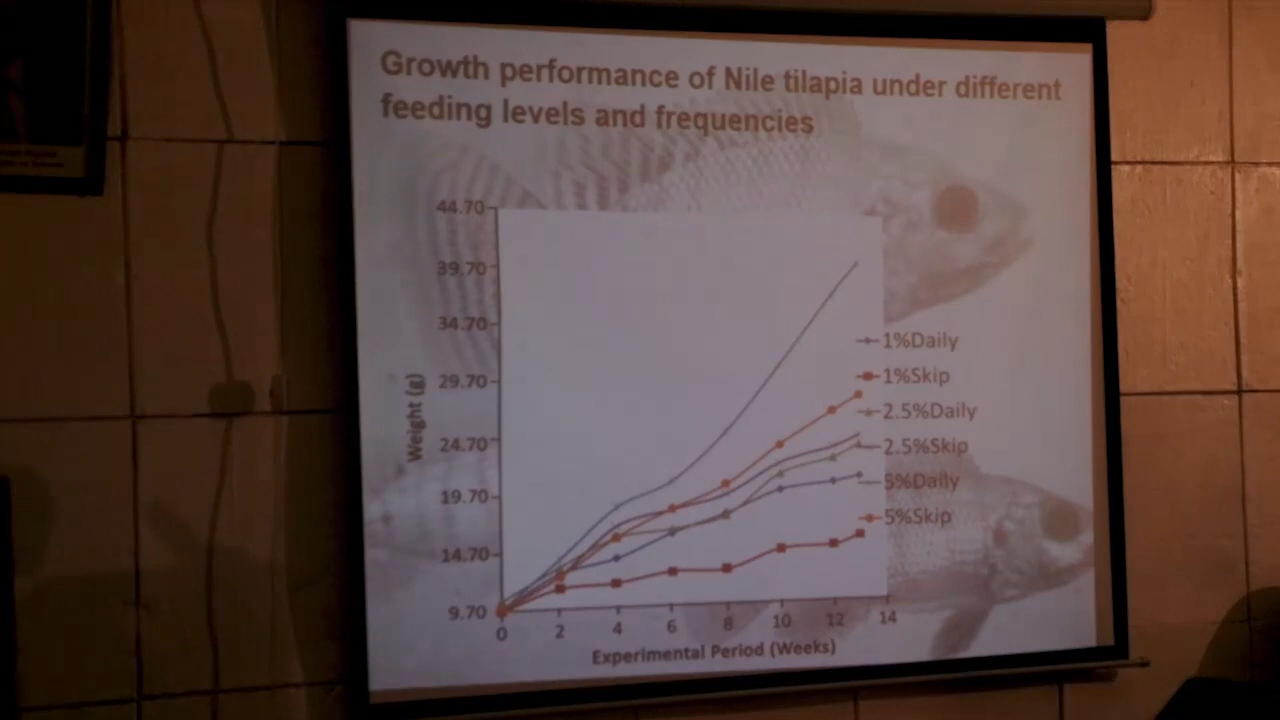 Growth performance of Nile tilapia under different
feeding levels and frequencies
44.70
39.70
34.70
29.70
24.70
19.70
14.70
9.70
Weight (g)
0 2 4 6 8 10 12 14
Experimental Period (Weeks)
1%Daily
1%Skip
2.5%Daily
2.5%Skip
5%Daily
5%Skip